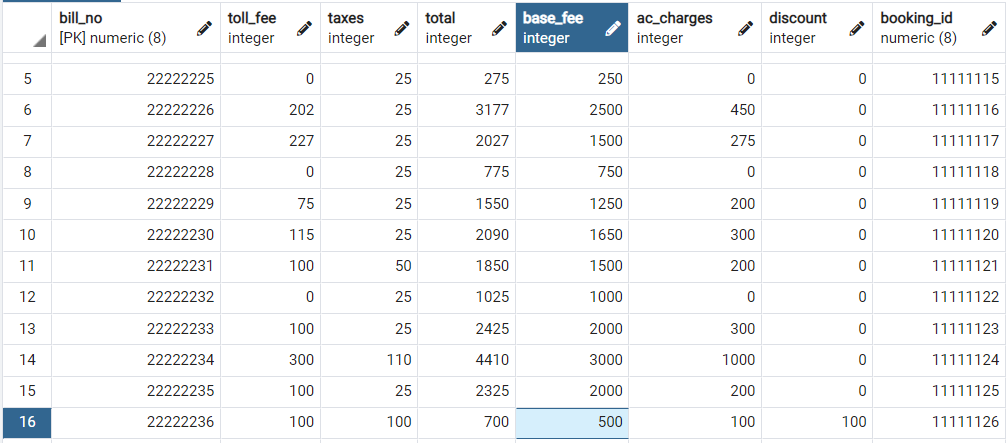 bill_no toll_fee taxes total base_fee ac_charges discount booking_id
[PK] numeric (8) integer integer integer integer integer integer numeric (8)
5 22222225 0 25 275 250 0 0 11111115
6 22222226 202 25 3177 2500 450 0 11111116
7 22222227 227 25 2027 1500 275 0 11111117
8 22222228 0 25 775 750 0 0 11111118
9 22222229 75 25 1550 1250 200 0 11111119
10 22222230 115 25 2090 1650 300 0 11111120
11 22222231 100 50 1850 1500 200 0 11111121
12 22222232 0 25 1025 1000 0 0 11111122
13 22222233 100 25 2425 2000 300 0 11111123
14 22222234 300 110 4410 3000 1000 0 11111124
15 22222235 100 25 2325 2000 200 0 11111125
16 22222236 100 100 700 500 100 100 11111126